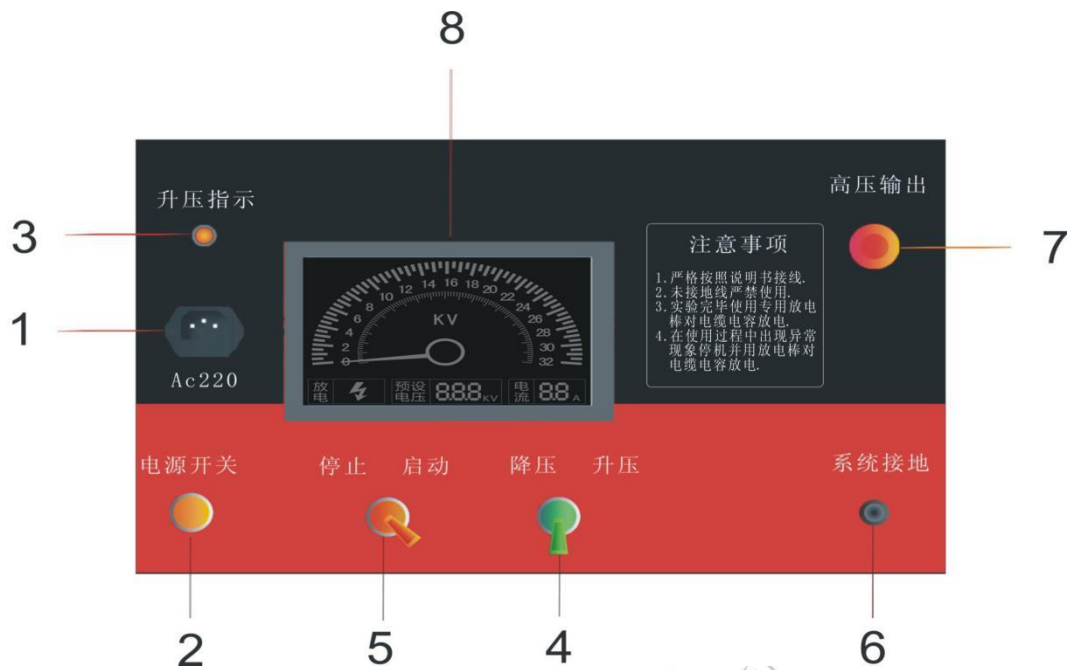 8
升压指示
高压输出
3
7
注意事项
1.严格按照说明书接线.
2.未接地线严禁使用.
3.实验完毕使用专用放电
棒对电缆电容放电.
4.在使用过程中出现异常
现象停机并用放电棒对
电缆电容放电.
1
Ac220
0 2 4 6 8 10 12 14 16 18 20 22 24 26 28 30 32
KV
放电 预设电压 8.8.8 KV 电流 8.8 A
电源开关
停止 启动
降压 升压
系统接地
2
5
4
6